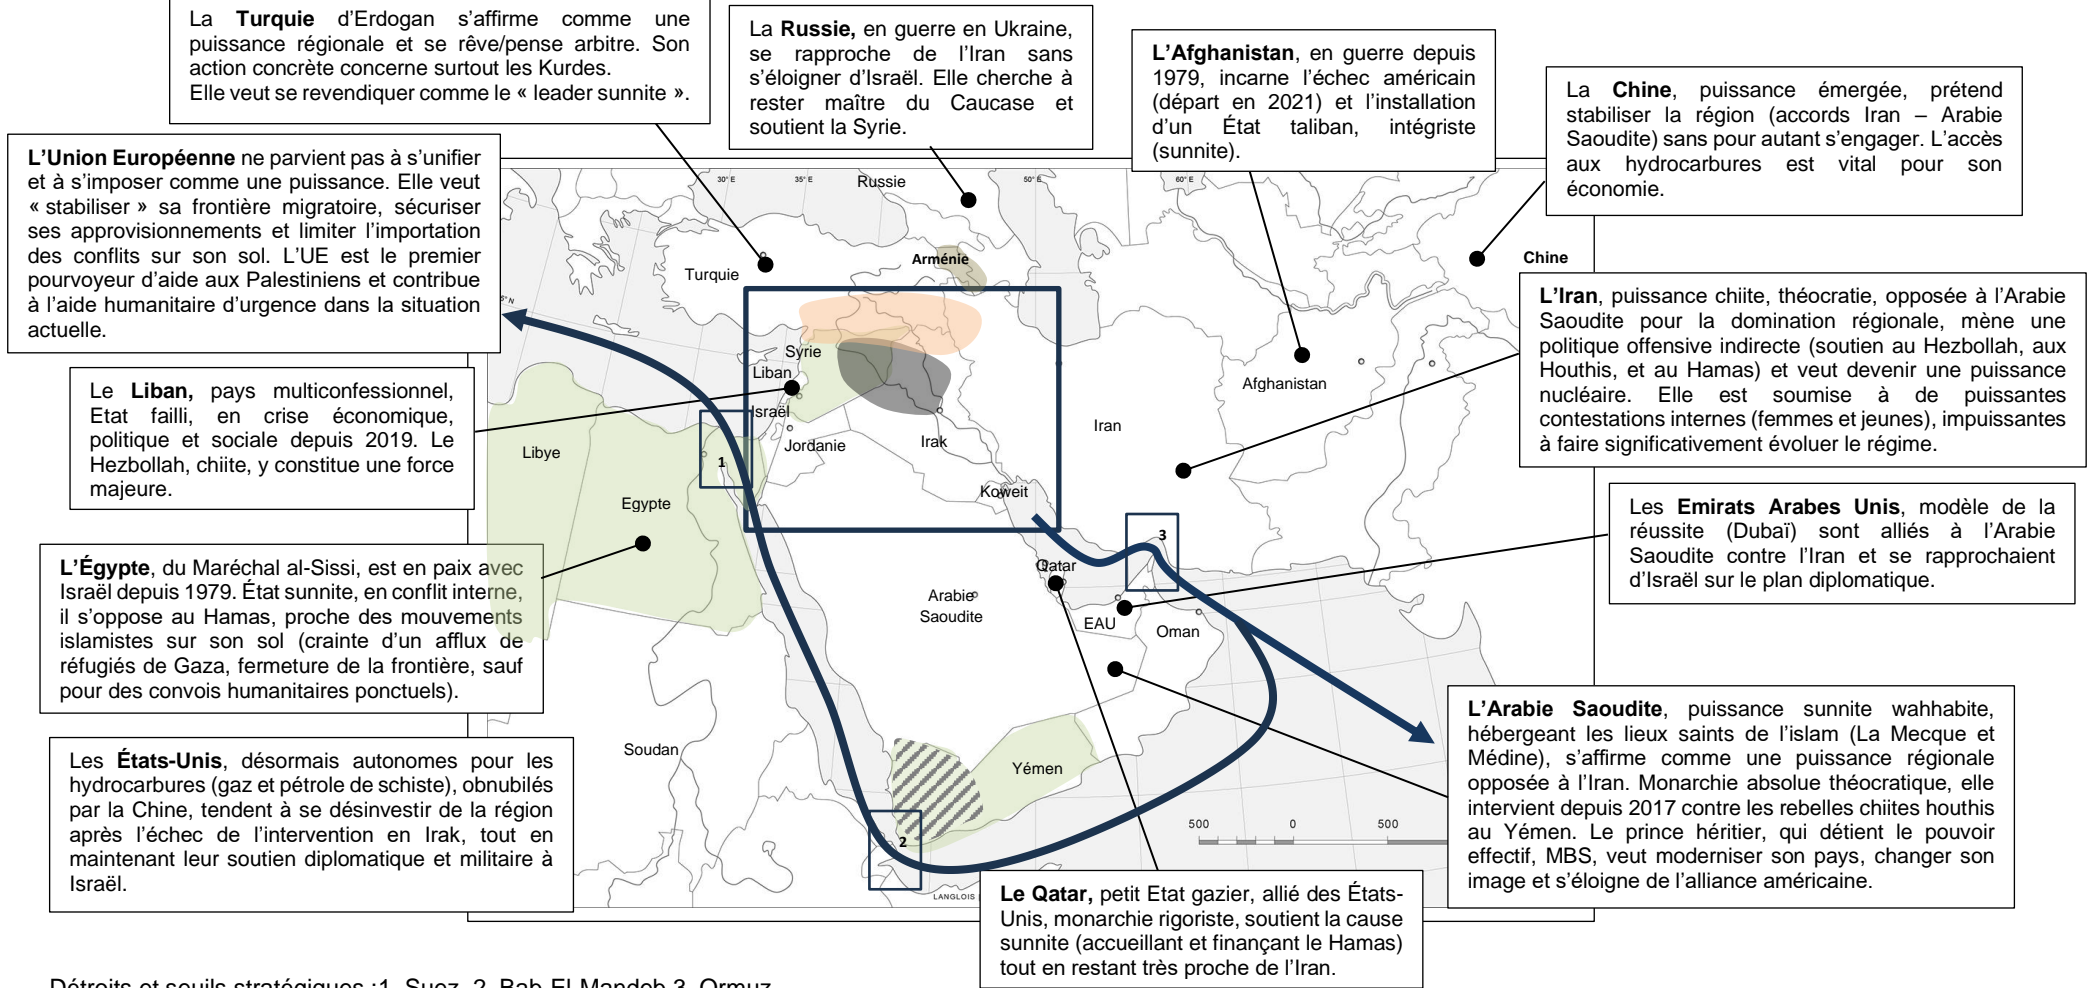 La Turquie d’Erdogan s’affirme comme une
puissance régionale et se rêve/pense arbitre. Son
action concrète concerne surtout les Kurdes.
Elle veut se revendiquer comme le « leader sunnite ».
La Russie, en guerre en Ukraine,
se rapproche de l’Iran sans
s’éloigner d’Israël. Elle cherche à
rester maître du Caucase et
soutient la Syrie.
L’Afghanistan, en guerre depuis
1979, incarne l’échec américain
(départ en 2021) et l’installation
d’un État taliban, intégriste
(sunnite).
La Chine, puissance émergée, prétend
stabiliser la région (accords Iran – Arabie
Saoudite) sans pour autant s’engager. L’accès
aux hydrocarbures est vital pour son
économie.
L’Union Européenne ne parvient pas à s’unifier
et à s’imposer comme une puissance. Elle veut
« stabiliser » sa frontière migratoire, sécuriser
ses approvisionnements et limiter l’importation
des conflits sur son sol. L’UE est le premier
pourvoyeur d’aide aux Palestiniens et contribue
à l’aide humanitaire d’urgence dans la situation
actuelle.
30° E
35° E
50° E
60° E
Russie
Arménie
Turquie
Chine
5° N
Syrie
Liban
Israël
Jordanie
Irak
Iran
Afghanistan
Koweit
Libye
Egypte
1
3
Qatar
Arabie
Saoudite
EAU
Oman
Soudan
Yémen
2
500
0
500
LANGLOIS
L’Iran, puissance chiite, théocratie, opposée à l’Arabie
Saoudite pour la domination régionale, mène une
politique offensive indirecte (soutien au Hezbollah, aux
Houthis, et au Hamas) et veut devenir une puissance
nucléaire. Elle est soumise à de puissantes
contestations internes (femmes et jeunes), impuissantes
à faire significativement évoluer le régime.
Le Liban, pays multiconfessionnel,
Etat failli, en crise économique,
politique et sociale depuis 2019. Le
Hezbollah, chiite, y constitue une force
majeure.
Les Emirats Arabes Unis, modèle de la
réussite (Dubaï) sont alliés à l’Arabie
Saoudite contre l’Iran et se rapprochaient
d’Israël sur le plan diplomatique.
L’Égypte, du Maréchal al-Sissi, est en paix avec
Israël depuis 1979. État sunnite, en conflit interne,
il s’oppose au Hamas, proche des mouvements
islamistes sur son sol (crainte d’un afflux de
réfugiés de Gaza, fermeture de la frontière, sauf
pour des convois humanitaires ponctuels).
L’Arabie Saoudite, puissance sunnite wahhabite,
hébergeant les lieux saints de l’islam (La Mecque et
Médine), s’affirme comme une puissance régionale
opposée à l’Iran. Monarchie absolue théocratique, elle
intervient depuis 2017 contre les rebelles chiites houthis
au Yémen. Le prince héritier, qui détient le pouvoir
effectif, MBS, veut moderniser son pays, changer son
image et s’éloigne de l’alliance américaine.
Les États-Unis, désormais autonomes pour les
hydrocarbures (gaz et pétrole de schiste), obnubilés
par la Chine, tendent à se désinvestir de la région
après l’échec de l’intervention en Irak, tout en
maintenant leur soutien diplomatique et militaire à
Israël.
Le Qatar, petit Etat gazier, allié des États-
Unis, monarchie rigoriste, soutient la cause
sunnite (accueillant et finançant le Hamas)
tout en restant très proche de l’Iran.
Détroits et seuils stratégiques :1. Suez 2. Bab El Mandeb 3. Ormuz